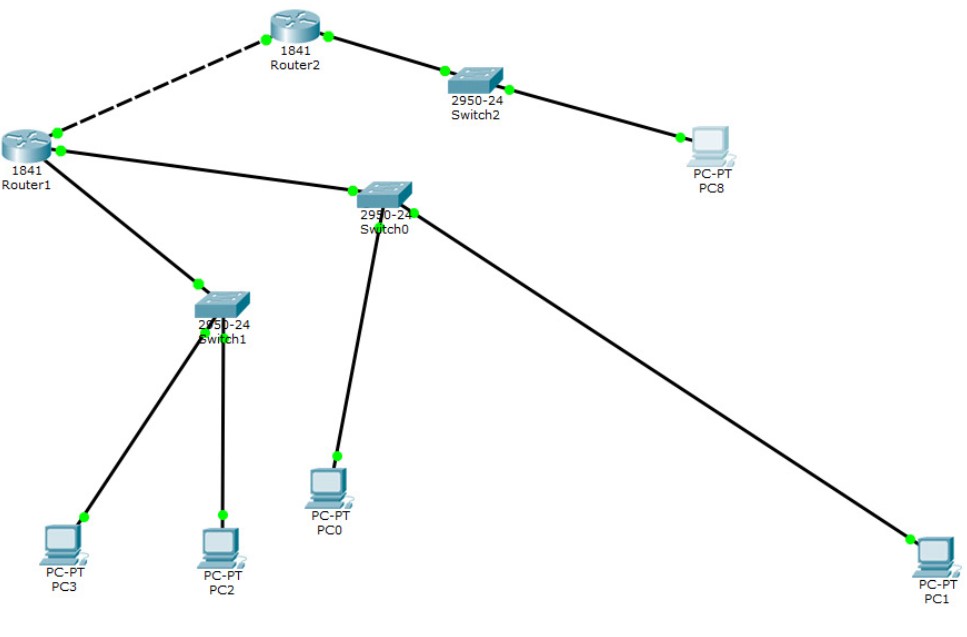 1841
Router2
2950-24
Switch2
PC-PT
PC8
1841
Router1
2950-24
Switch0
2950-24
Switch1
PC-PT
PC0
PC-PT
PC3
PC-PT
PC2
PC-PT
PC1